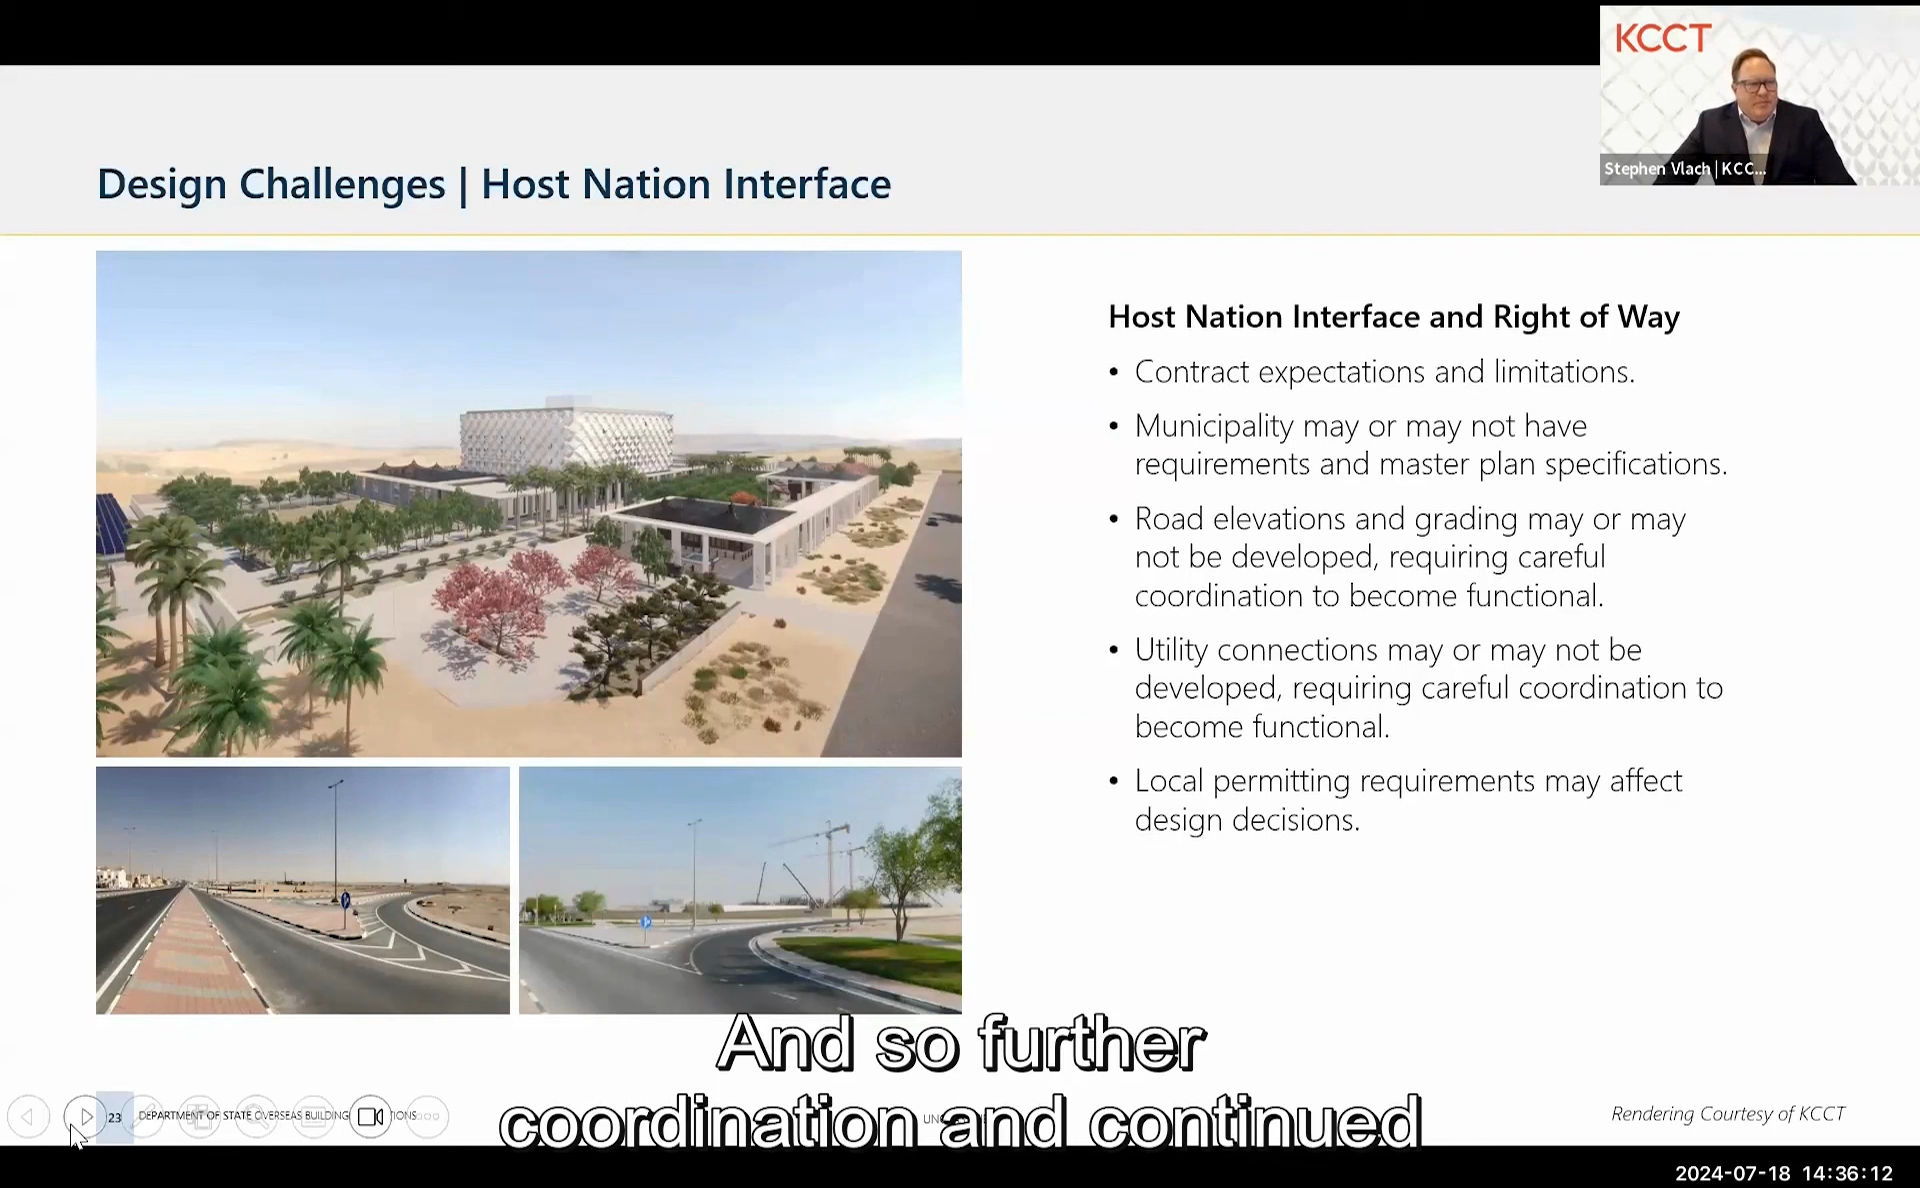 KCCT
Stephen Vlach | KCC...
Design Challenges | Host Nation Interface
Host Nation Interface and Right of Way
• Contract expectations and limitations.
• Municipality may or may not have
requirements and master plan specifications.
• Road elevations and grading may or may
not be developed, requiring careful
coordination to become functional.
• Utility connections may or may not be
developed, requiring careful coordination to
become functional.
• Local permitting requirements may affect
design decisions.
And so further
coordination and continued
23 DEPARTMENT OF STATE OVERSEAS BUILDING
Rendering Courtesy of KCCT
2024-07-18 14:36:12